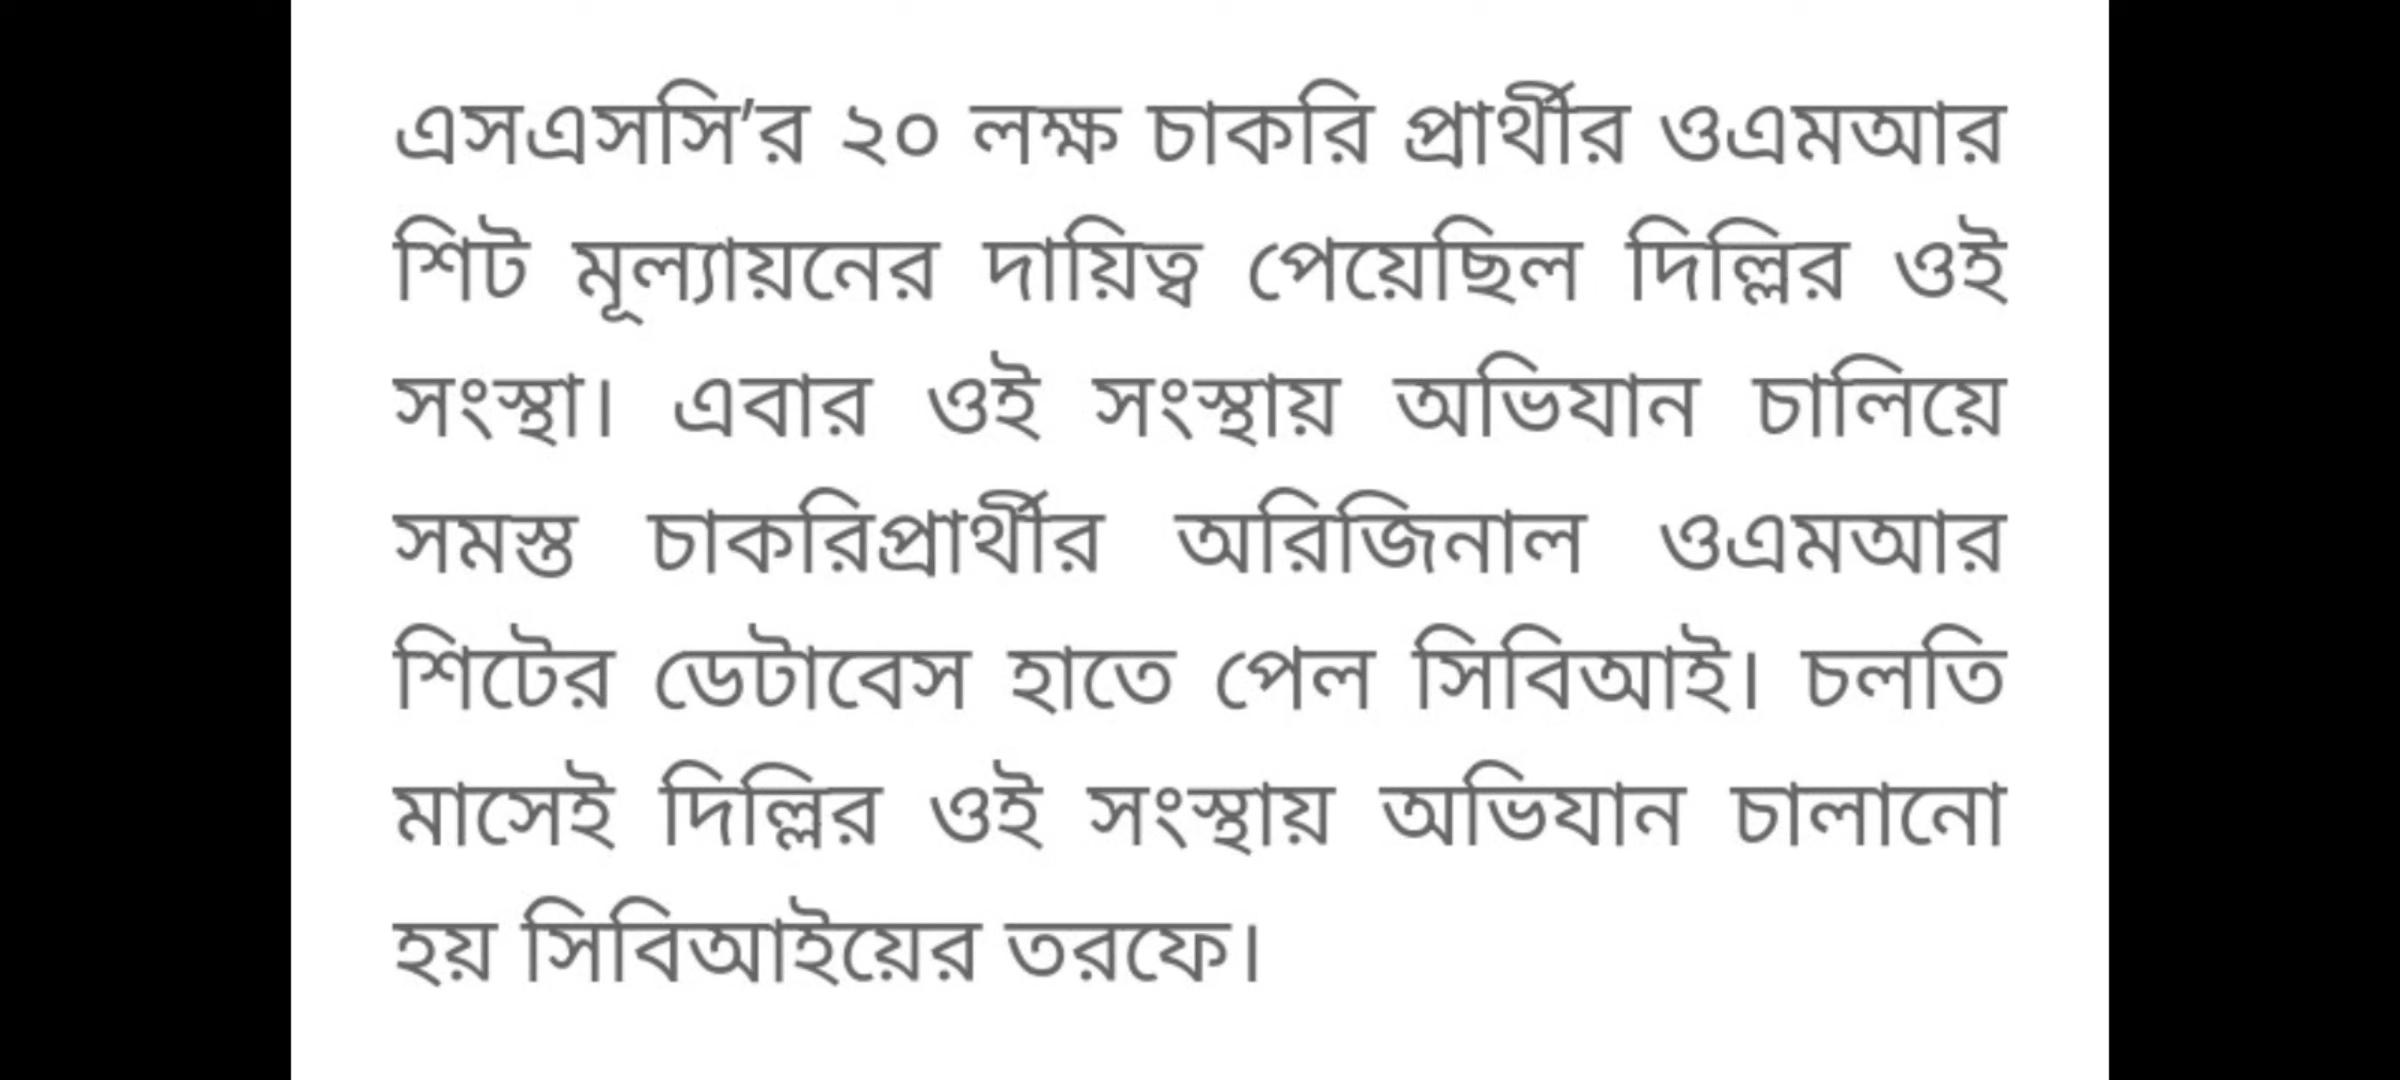 এসএসসি’র ২০ লক্ষ চাকরি প্রার্থীর ওএমআর
শিট মূল্যায়নের দায়িত্ব পেয়েছিল দিল্লির ওই
সংস্থা। এবার ওই সংস্থায় অভিযান চালিয়ে
সমস্ত চাকরিপ্রার্থীর অরিজিনাল ওএমআর
শিটের ডেটাবেস হাতে পেল সিবিআই। চলতি
মাসেই দিল্লির ওই সংস্থায় অভিযান চালানো
হয় সিবিআইয়ের তরফে।